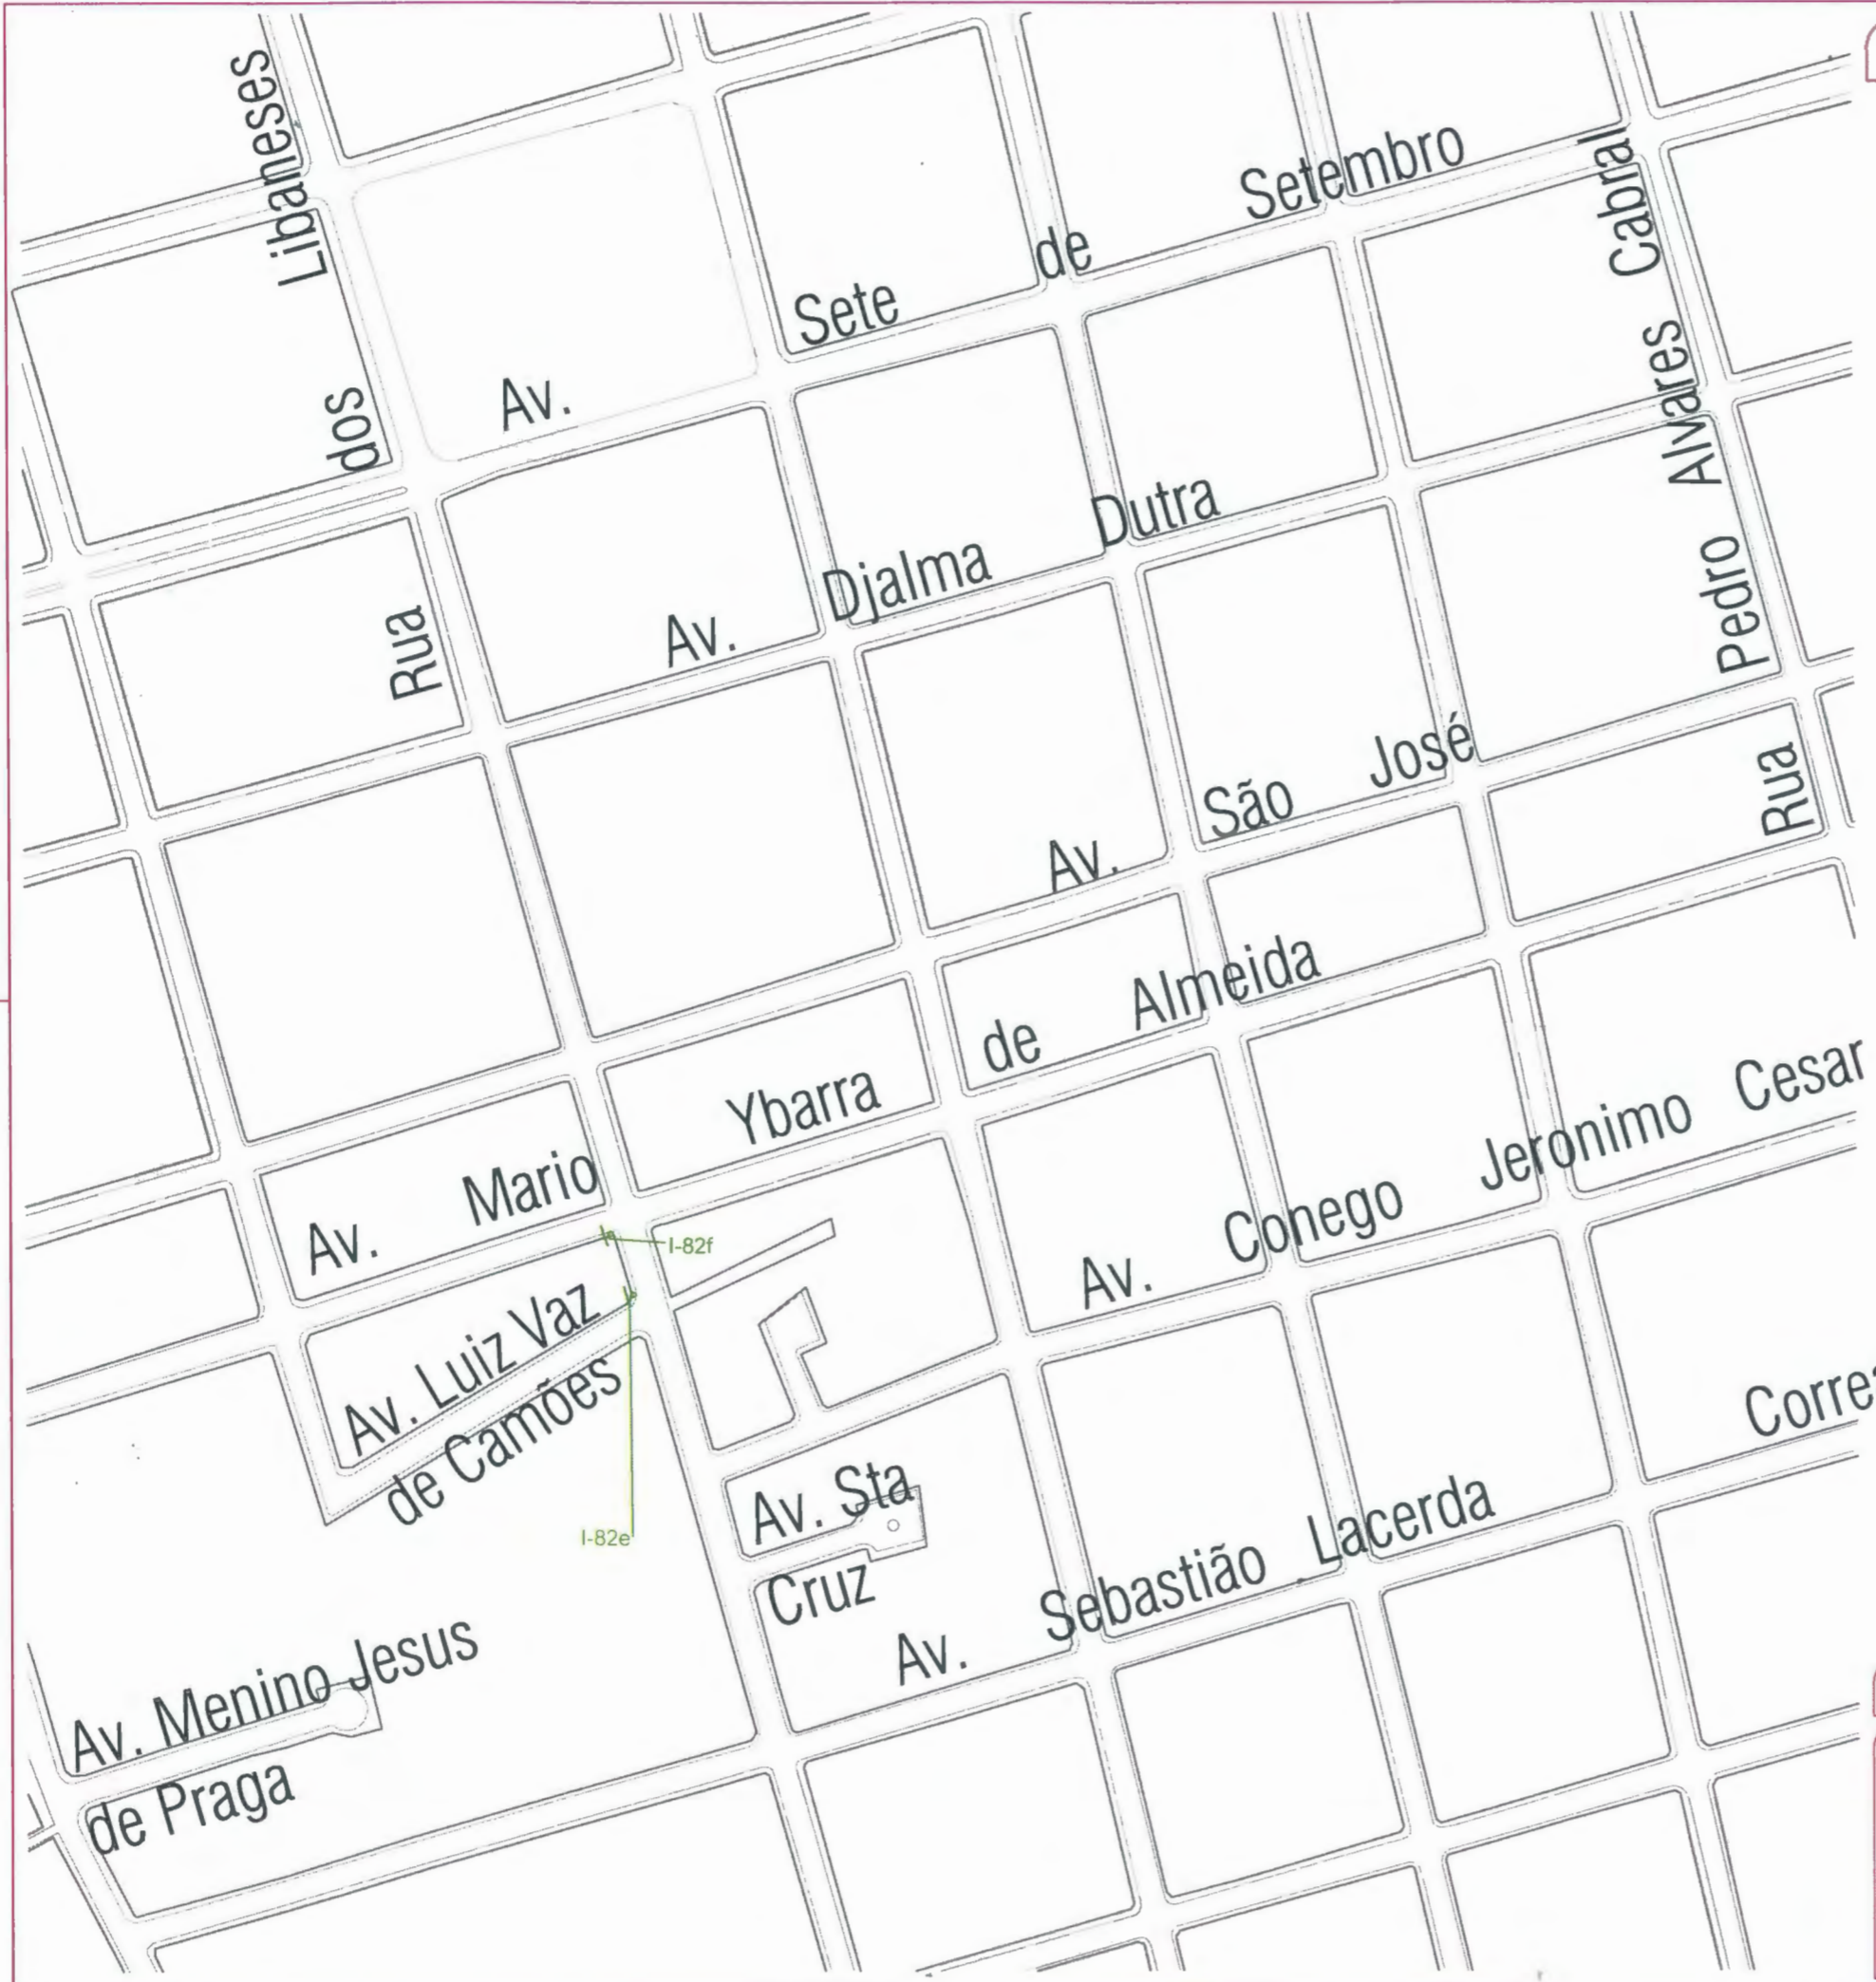 Rua dos Libaneses
Av. Sete de Setembro
Rua Pedro Alvares Cabral
Av. Djalma Dutra
Av. São José
Av. Mario Ybarra de Almeida
Av. Conego Jeronimo Cesar
I-82f
Av. Luiz Vaz
de Camões
I-82e
Av. Sta
Cruz
Av. Sebastião Lacerda
Corre
Av. Menino Jesus
de Praga